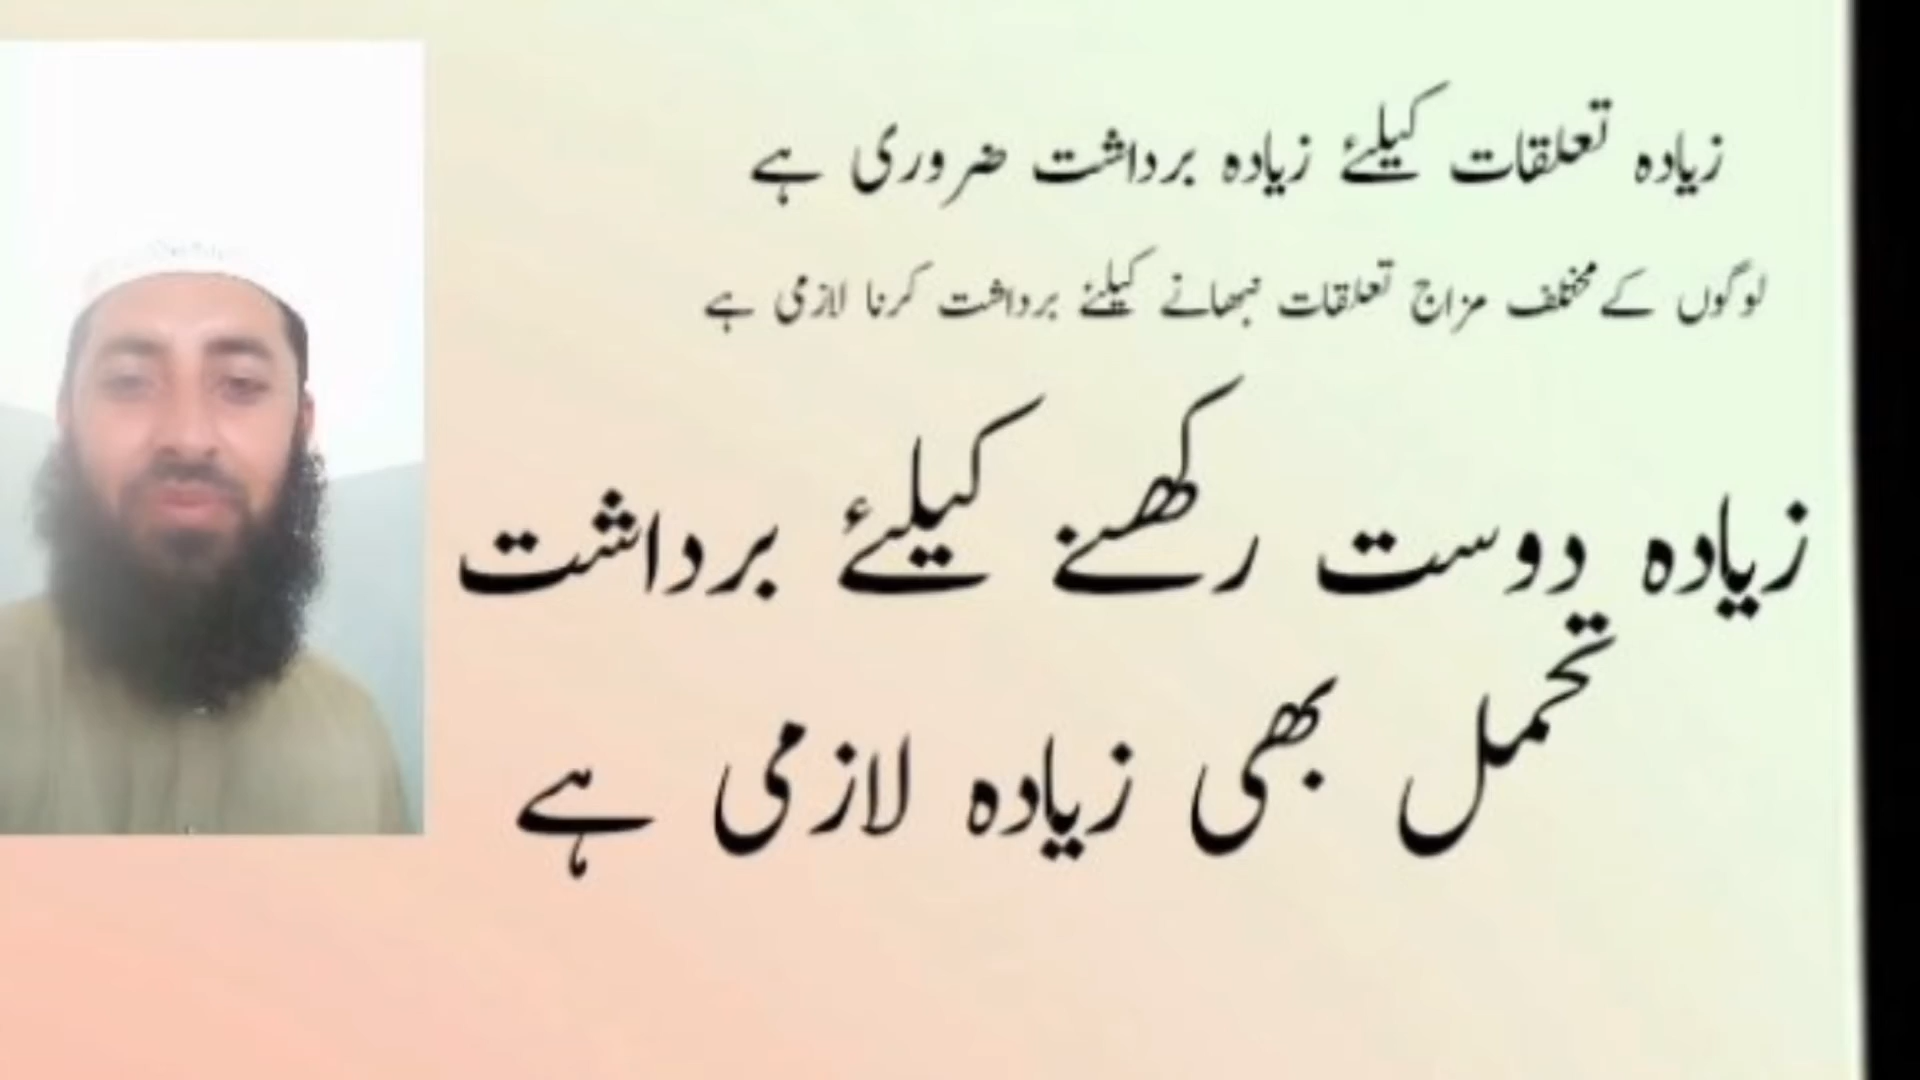 زیادہ تعلقات کیلئے زیادہ برداشت ضروری ہے
لوگوں کے مختلف مزاج تعلقات نبھانے کیلئے برداشت کرنا لازمی ہے
زیادہ دوست رکھنے کیلئے برداشت
تحمل بھی زیادہ لازمی ہے